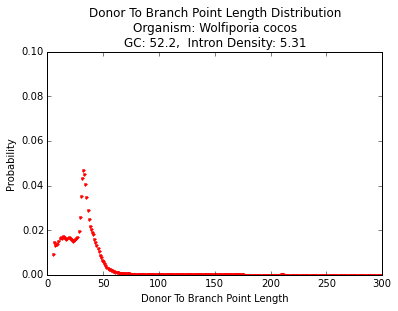 Donor To Branch Point Length Distribution
Organism: Wolfiporia cocos
GC: 52.2,  Intron Density: 5.31
0.10
0.08
0.06
0.04
0.02
0.00
Probability
0 50 100 150 200 250 300
Donor To Branch Point Length